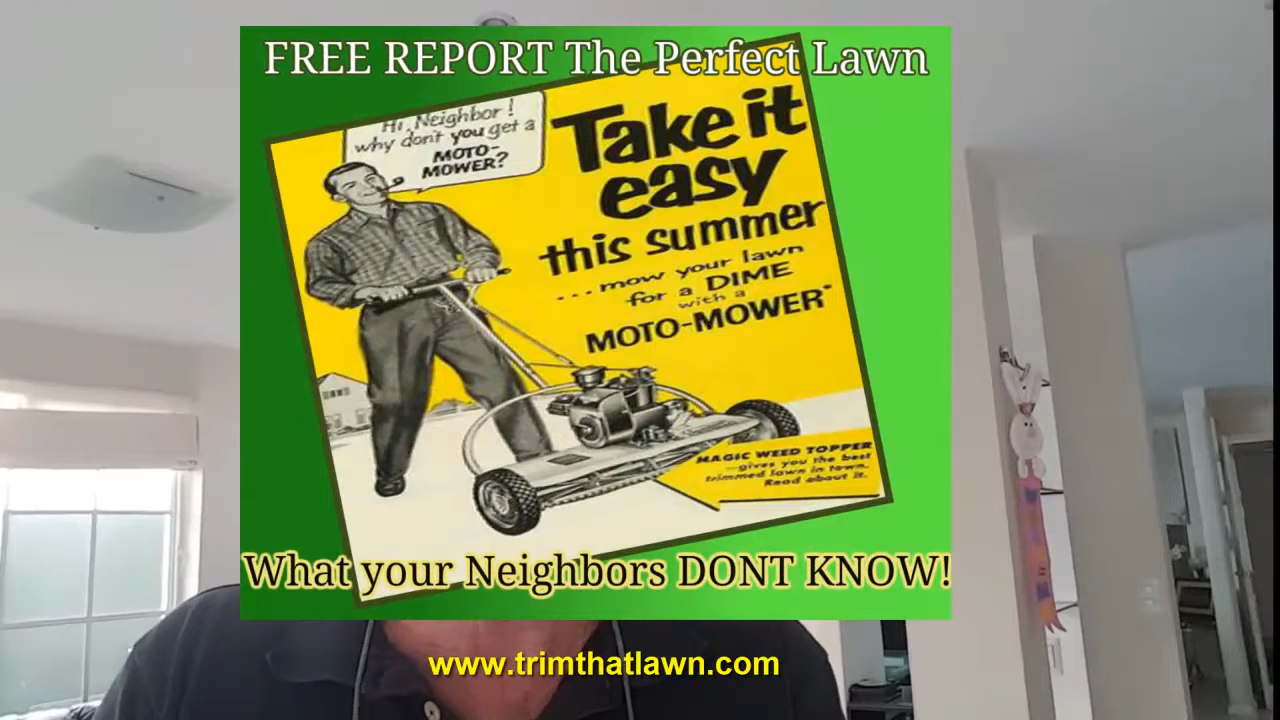 FREE REPORT The Perfect Lawn
Hi, Neighbor!
why don't you get a
MOTO-
MOWER?
Take it
easy
this summer
...mow your lawn
for a DIME
with a
MOTO-MOWER"
MAGIC WEED TOPPER
...gives you the best
trimmed lawn in town.
Read about it.
What your Neighbors DONT KNOW!
www.trimthatlawn.com